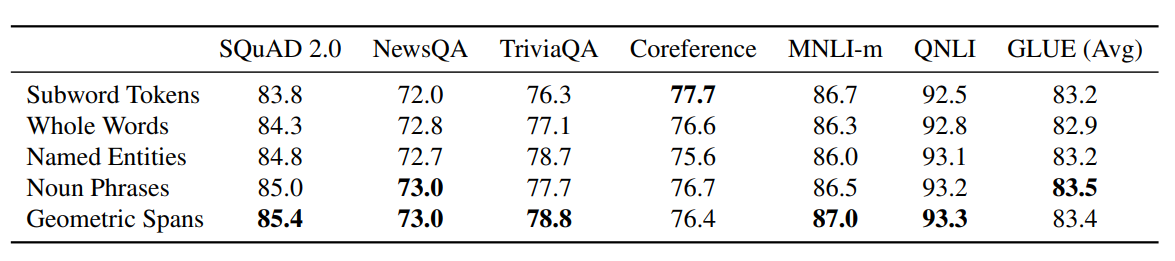 SQuAD 2.0 NewsQA TriviaQA Coreference MNLI-m QNLI GLUE (Avg)
Subword Tokens 83.8 72.0 76.3 77.7 86.7 92.5 83.2
Whole Words 84.3 72.8 77.1 76.6 86.3 92.8 82.9
Named Entities 84.8 72.7 78.7 75.6 86.0 93.1 83.2
Noun Phrases 85.0 73.0 77.7 76.7 86.5 93.2 83.5
Geometric Spans 85.4 73.0 78.8 76.4 87.0 93.3 83.4